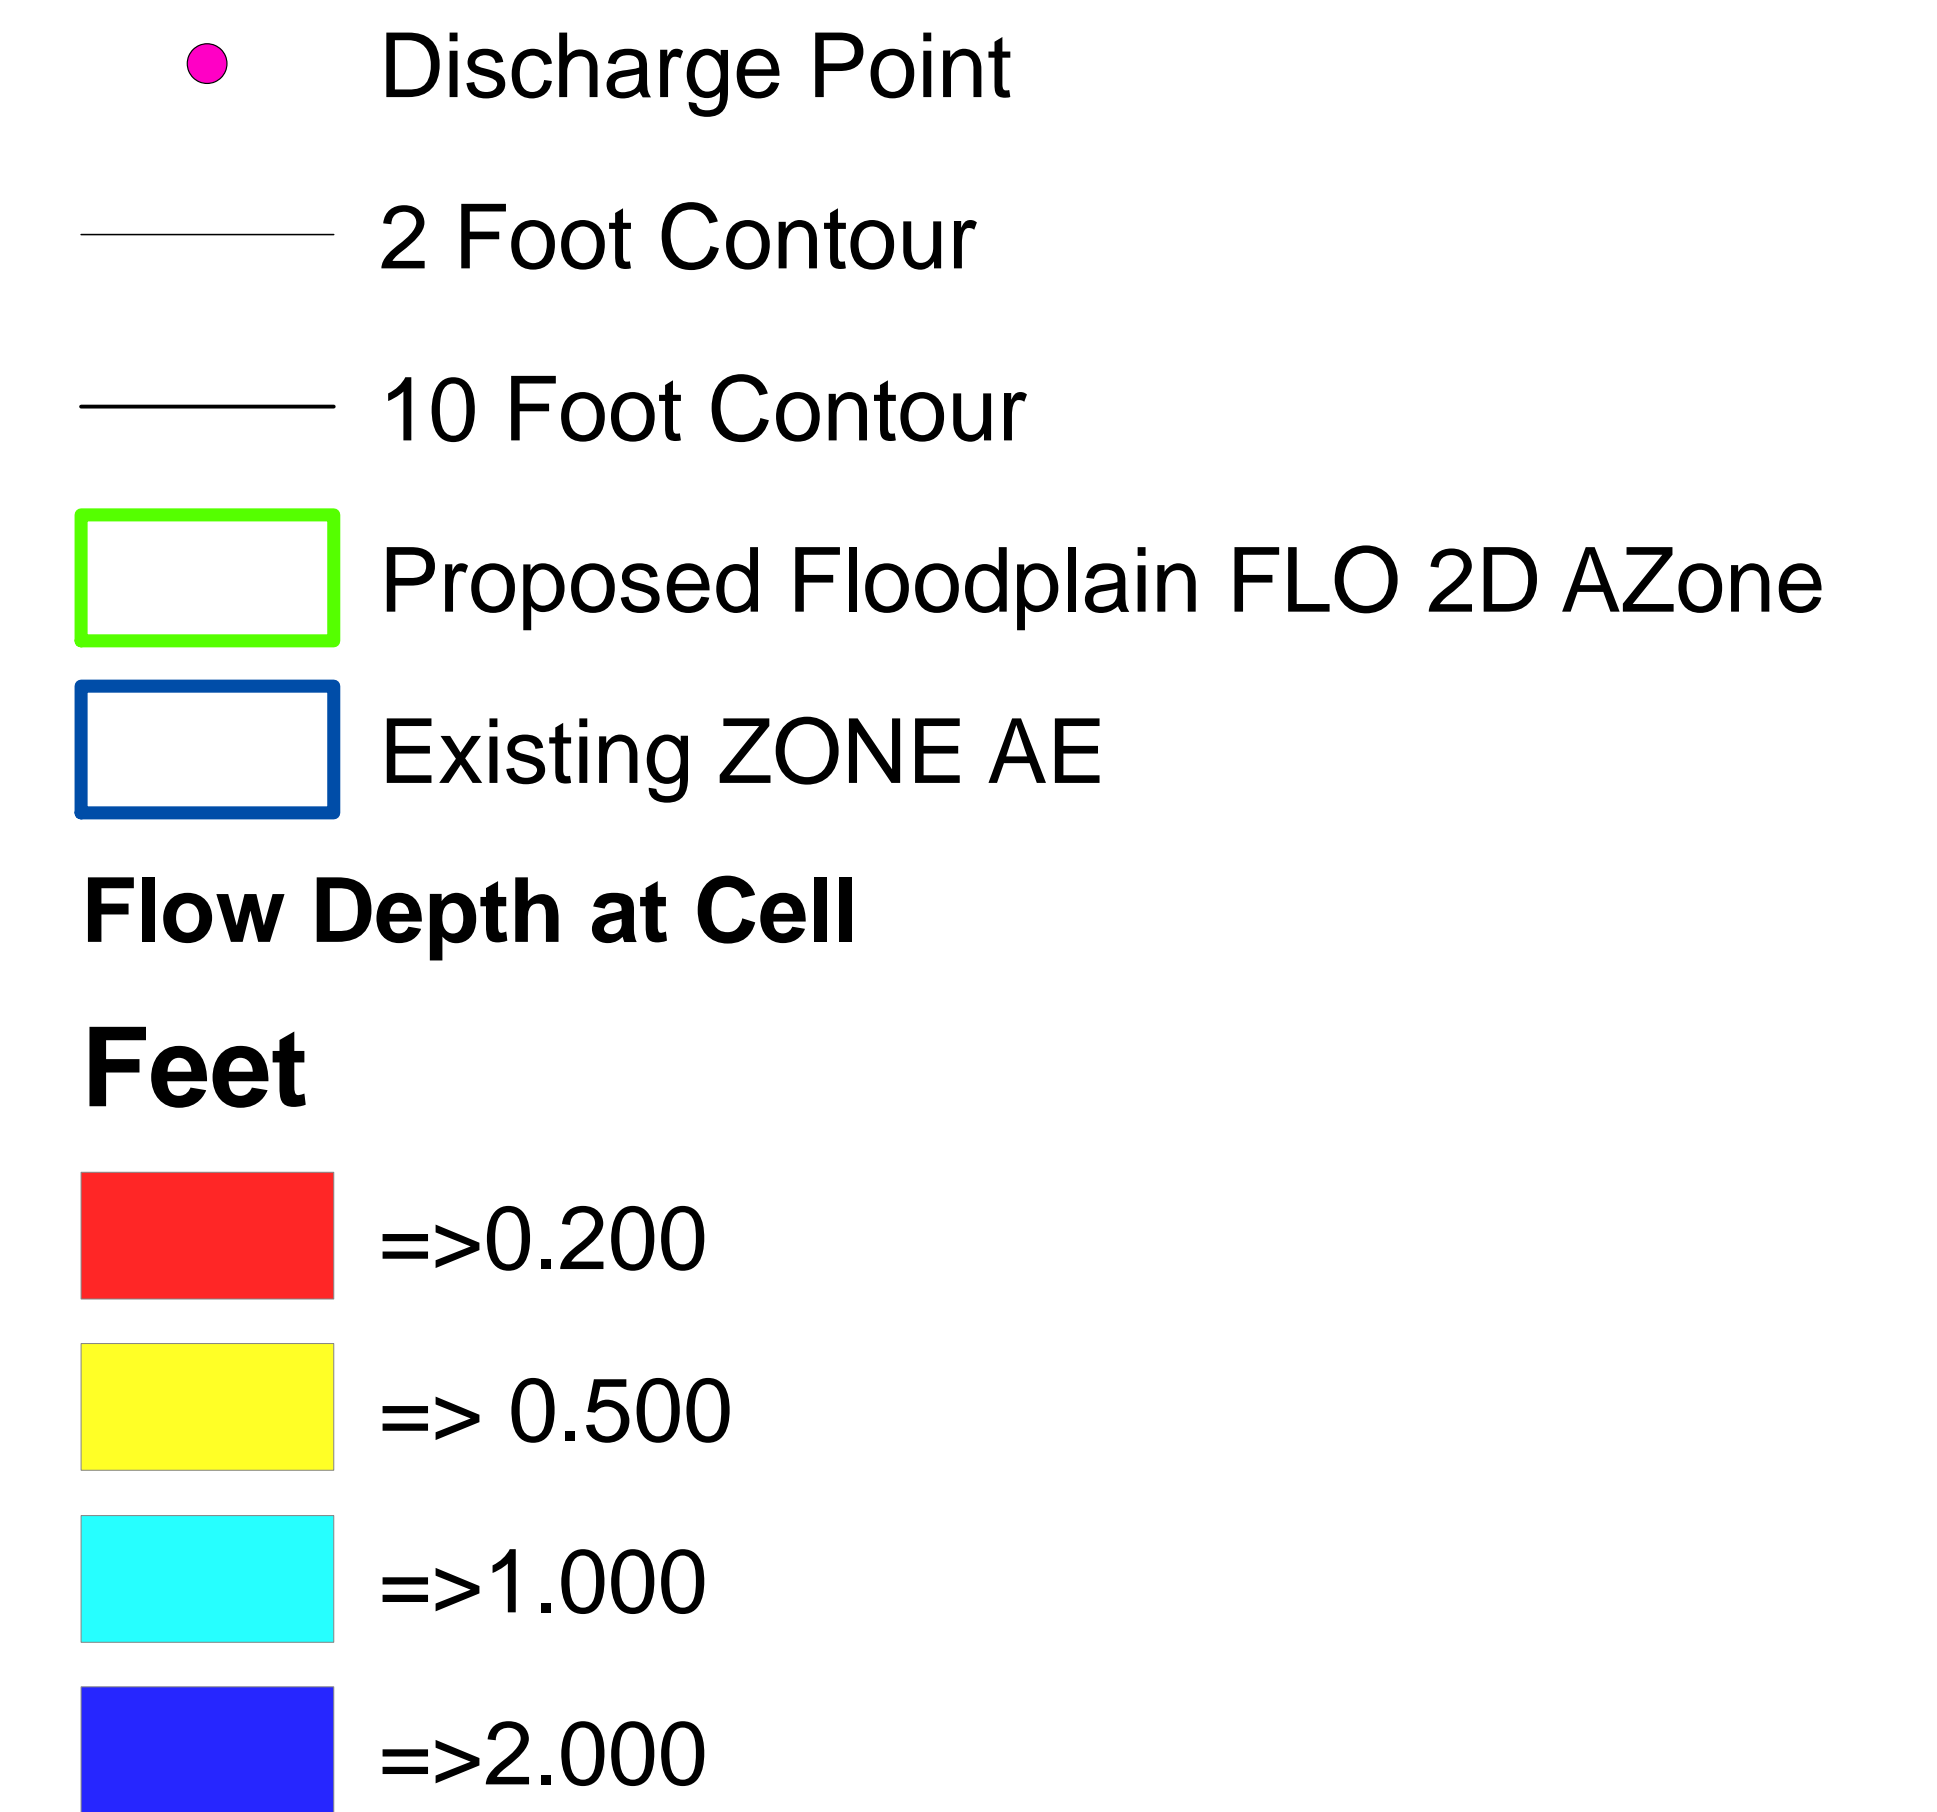 Discharge Point
2 Foot Contour
10 Foot Contour
Proposed Floodplain FLO 2D AZone
Existing ZONE AE
Flow Depth at Cell
Feet
=>0.200
=> 0.500
=>1.000
=>2.000